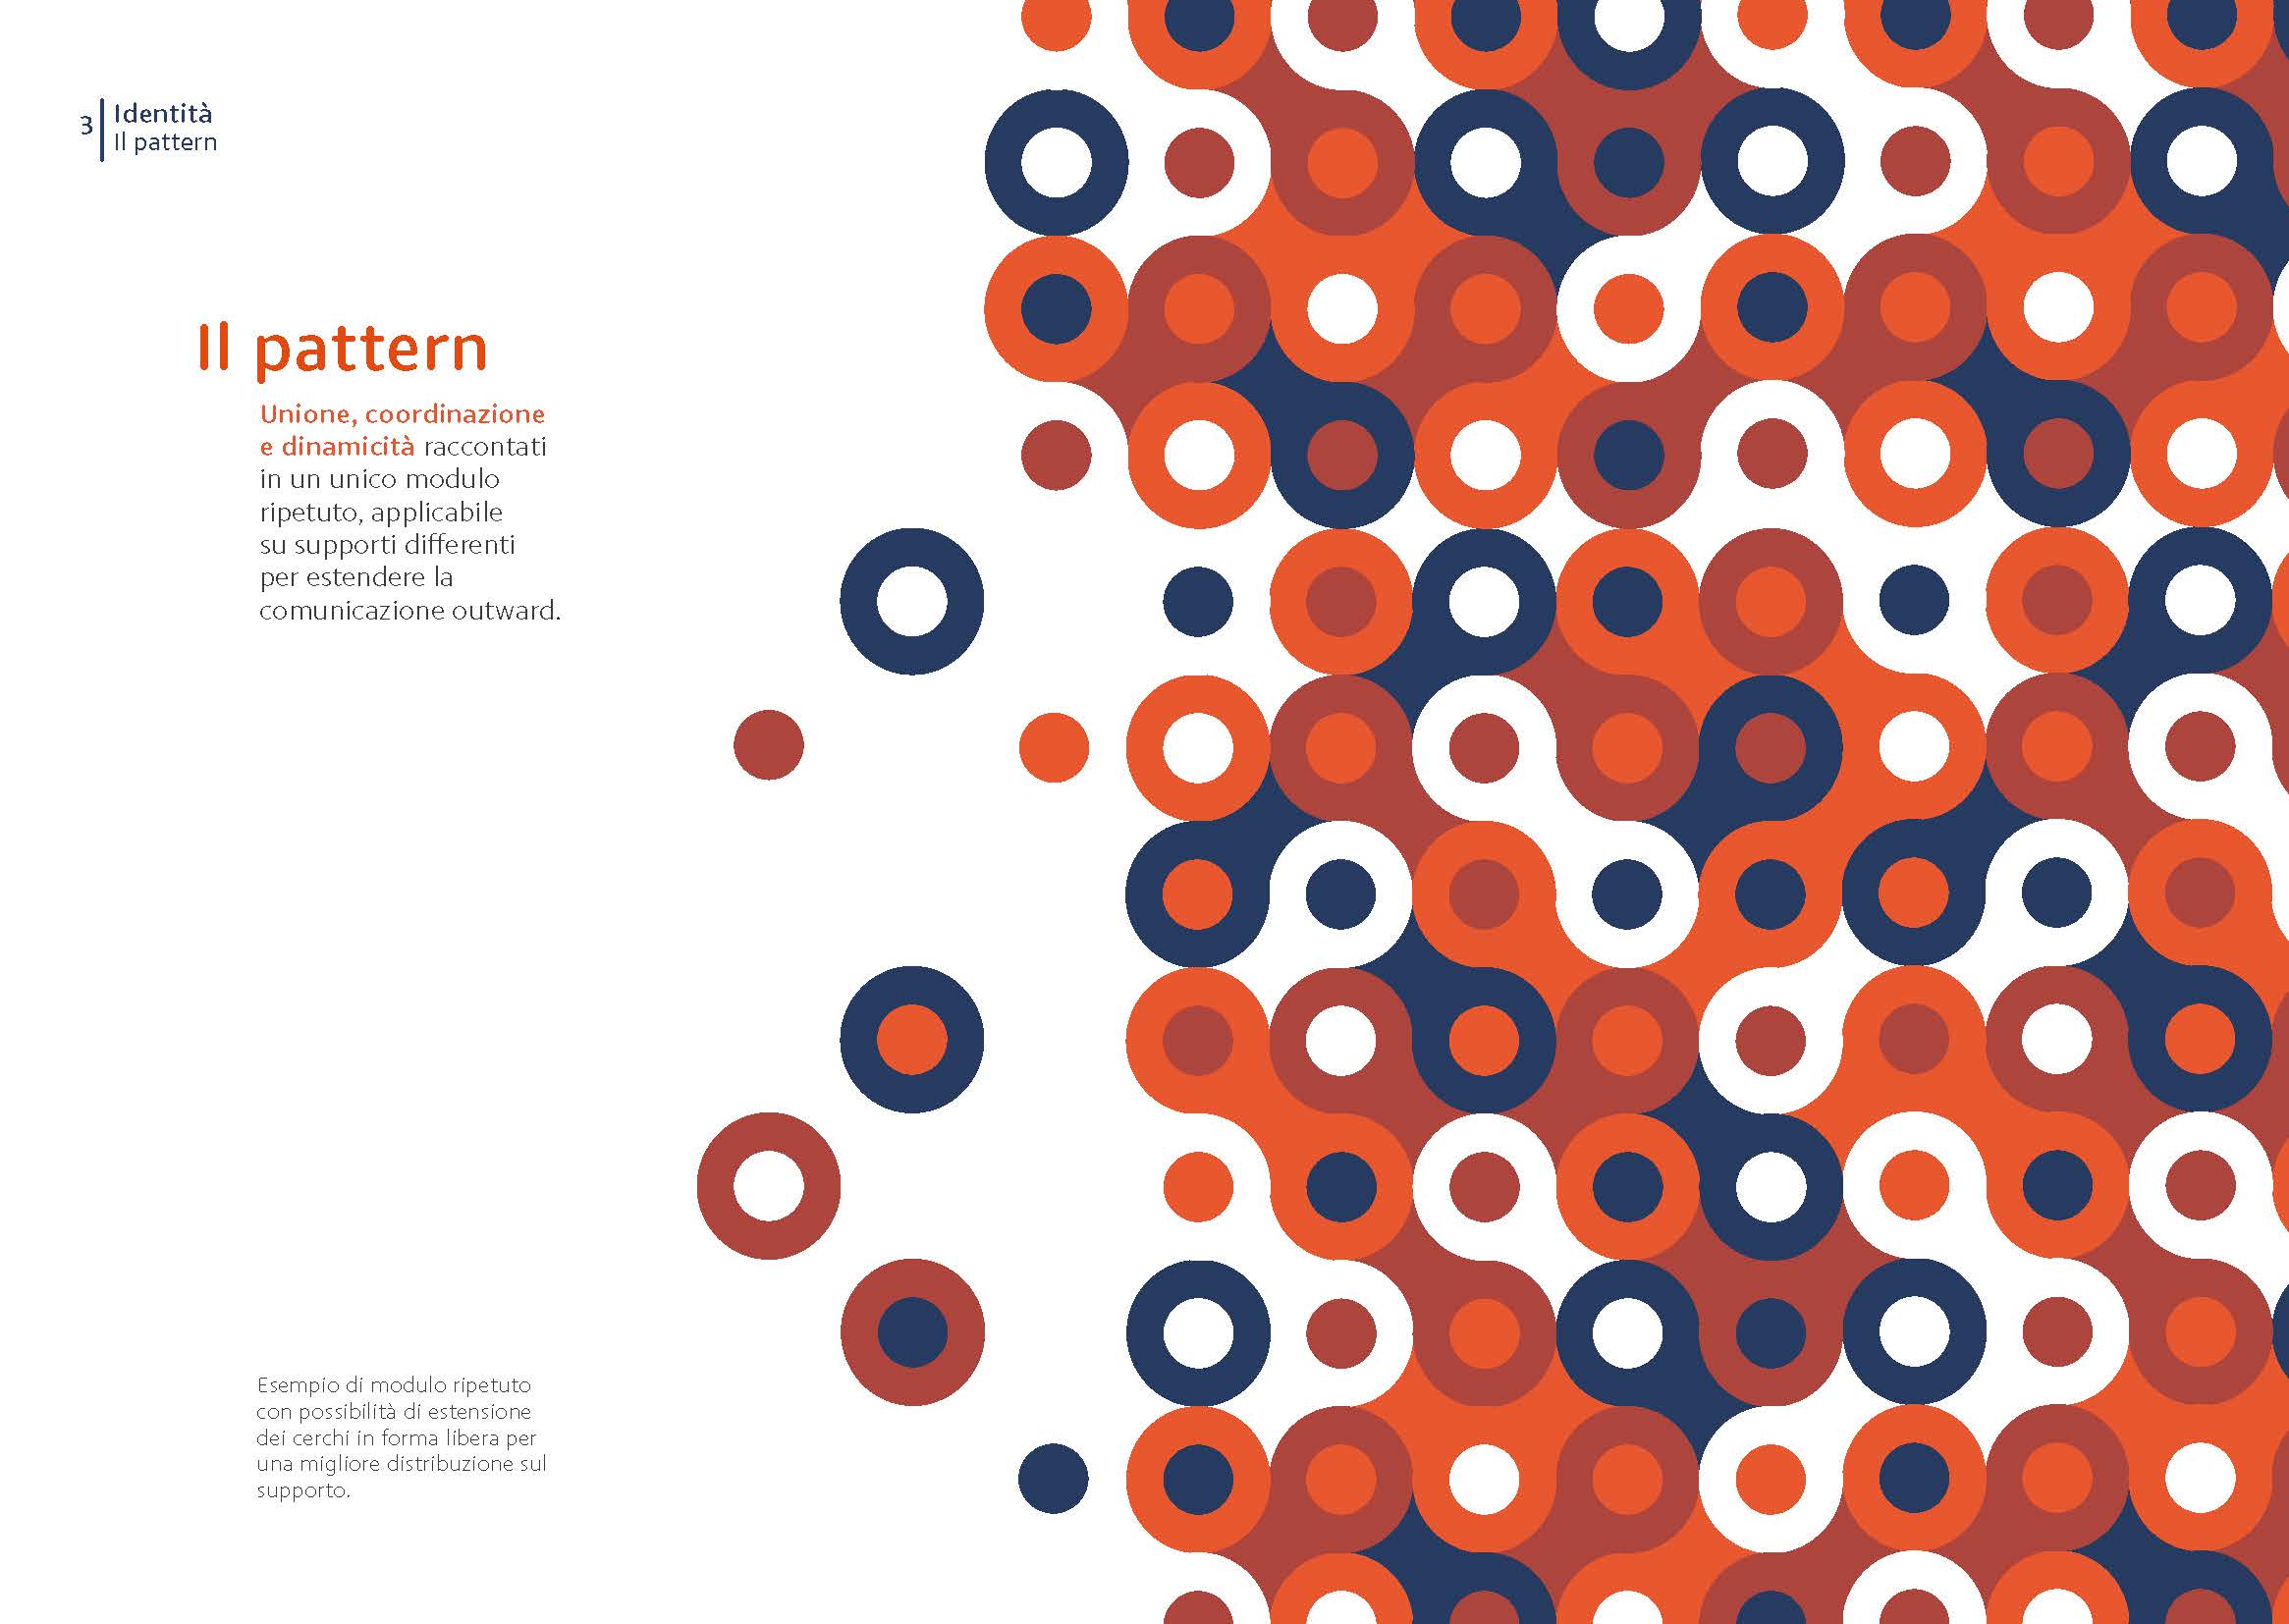 3
Identità
Il pattern
Il pattern
Unione, coordinazione
e dinamicità raccontati
in un unico modulo
ripetuto, applicabile
su supporti differenti
per estendere la
comunicazione outward.
Esempio di modulo ripetuto
con possibilità di estensione
dei cerchi in forma libera per
una migliore distribuzione sul
supporto.